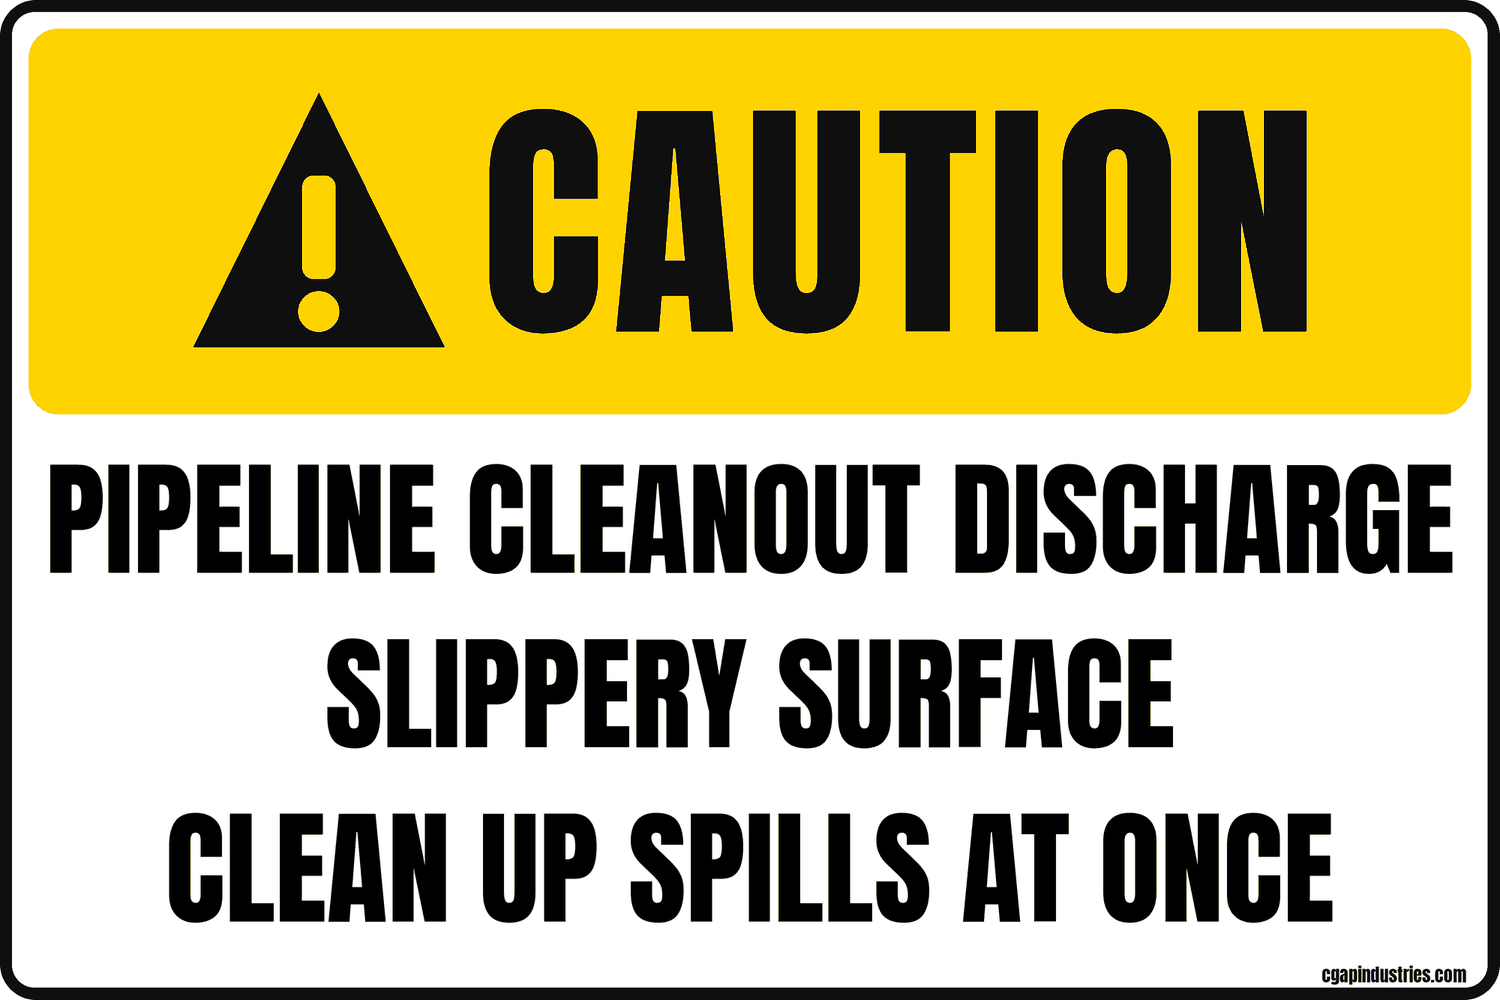 CAUTION
PIPELINE CLEANOUT DISCHARGE
SLIPPERY SURFACE
CLEAN UP SPILLS AT ONCE
cgapindustries.com